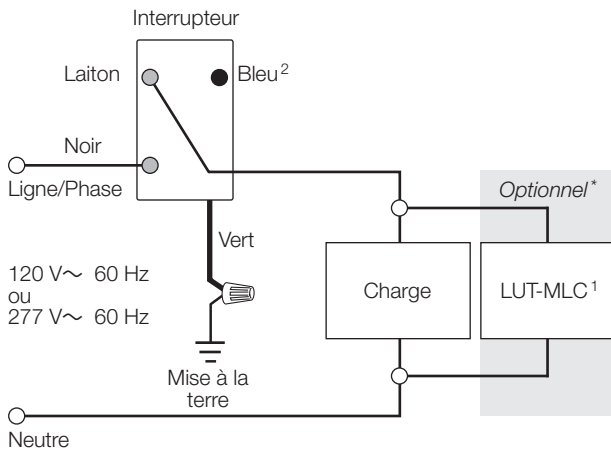 Interrupteur
Laiton
Bleu²
Noir
Ligne/Phase
Optionnel*
Vert
120 V～ 60 Hz
ou
277 V～ 60 Hz
Charge
LUT-MLC¹
Mise à la
terre
Neutre